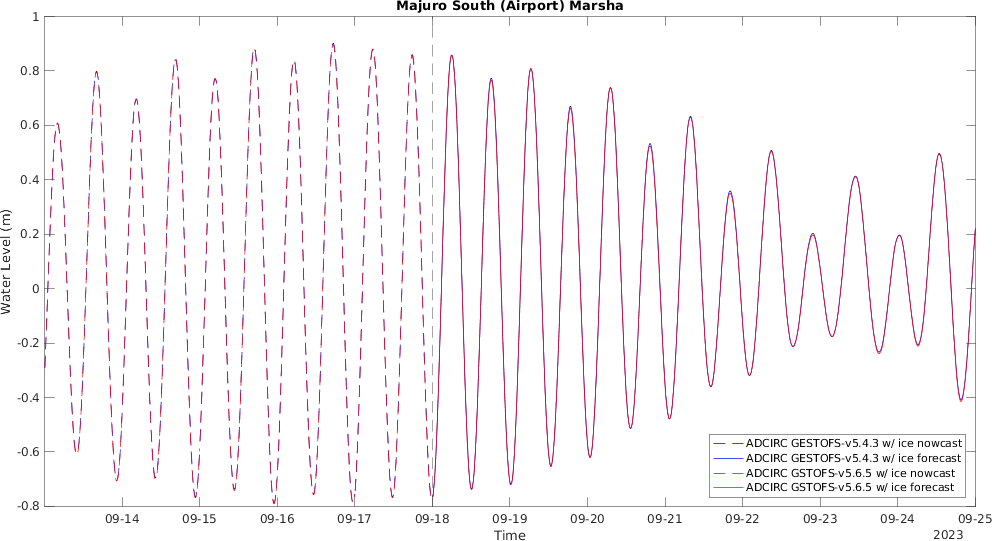 Majuro South (Airport) Marsha
1
0.8
0.6
0.4
0.2
0
-0.2
-0.4
-0.6
-0.8
Water Level (m)
09-14 09-15 09-16 09-17 09-18 09-19 09-20 09-21 09-22 09-23 09-24 09-25
Time
2023
ADCIRC GESTOFS-v5.4.3 w/ ice nowcast
ADCIRC GESTOFS-v5.4.3 w/ ice forecast
ADCIRC GSTOFS-v5.6.5 w/ ice nowcast
ADCIRC GSTOFS-v5.6.5 w/ ice forecast